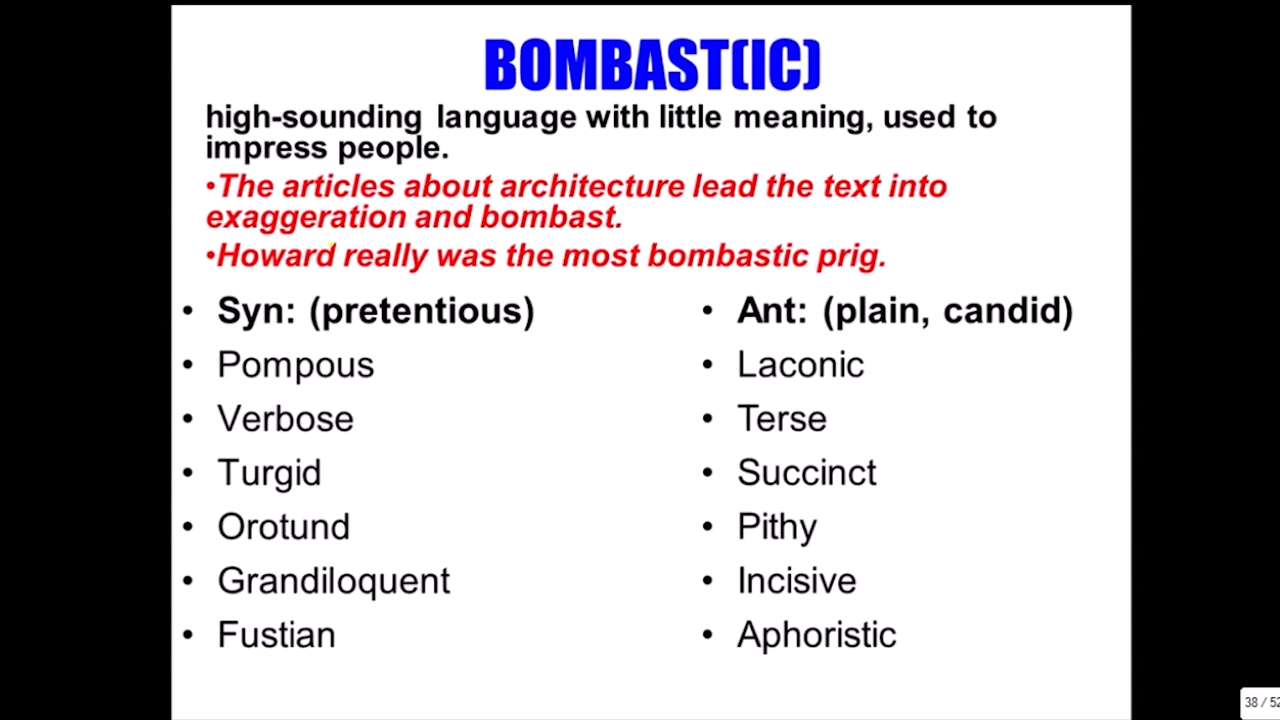 BOMBAST(IC)
high-sounding language with little meaning, used to
impress people.
•The articles about architecture lead the text into
exaggeration and bombast.
•Howard really was the most bombastic prig.
• Syn: (pretentious)
• Pompous
• Verbose
• Turgid
• Orotund
• Grandiloquent
• Fustian
• Ant: (plain, candid)
• Laconic
• Terse
• Succinct
• Pithy
• Incisive
• Aphoristic
38 / 52